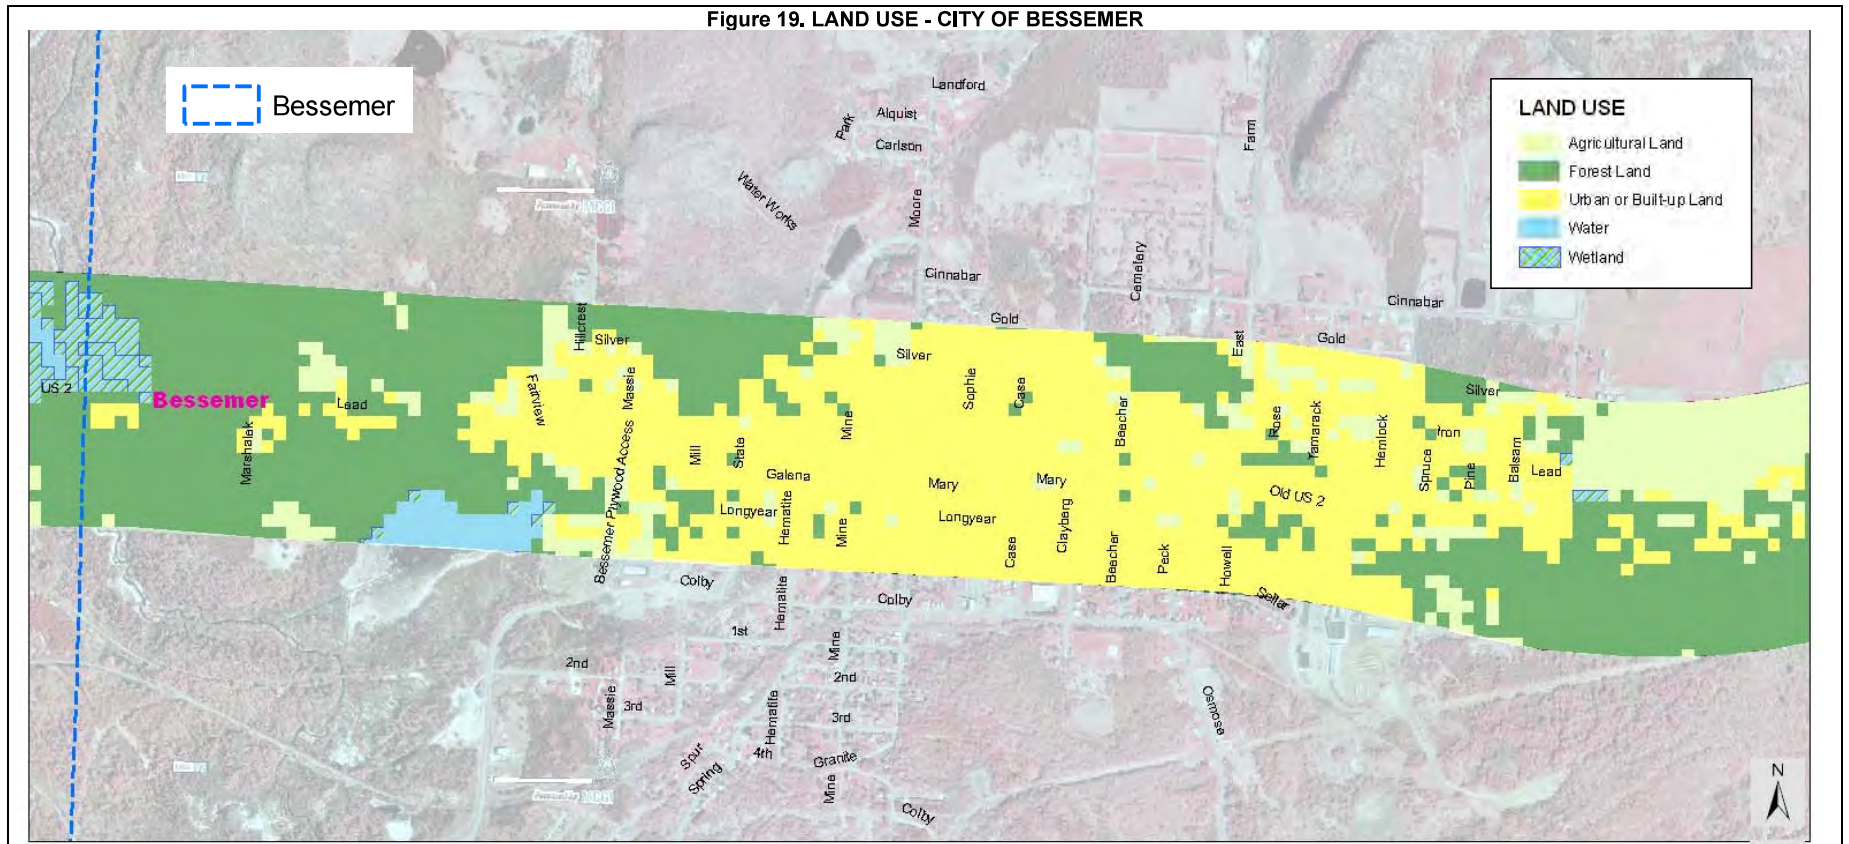 Figure 19. LAND USE - CITY OF BESSEMER
Bessemer
LAND USE
Agricultural Land
Forest Land
Urban or Built-up Land
Water
Wetland
Landford
Alquist
Park
Carlson
Farm
Water Works
Moore
Cemetary
Cinnabar
Cinnabar
MCGI
Hillcrest
Gold
Gold
East
Silver
Silver
Silver
US 2
Bessemer
Lead
Fairview
Massie
Sophie
Case
Beecher
Rose
Tamarack
Hemlock
Iron
Marshalek
Mill
State
Mine
Galena
Mary
Mary
Spruce
Pine
Balsam
Lead
Old US 2
Bessemer Plywood Access
Longyear
Hematite
Mine
Longyear
Case
Clayberg
Beecher
Peck
Howell
Sellar
Colby
Hematite
Colby
1st
Mine
2nd
Mill
2nd
Massie
3rd
Hematite
3rd
Osmose
Spur
4th
Granite
Spring
Mine
Colby
MCGI
N